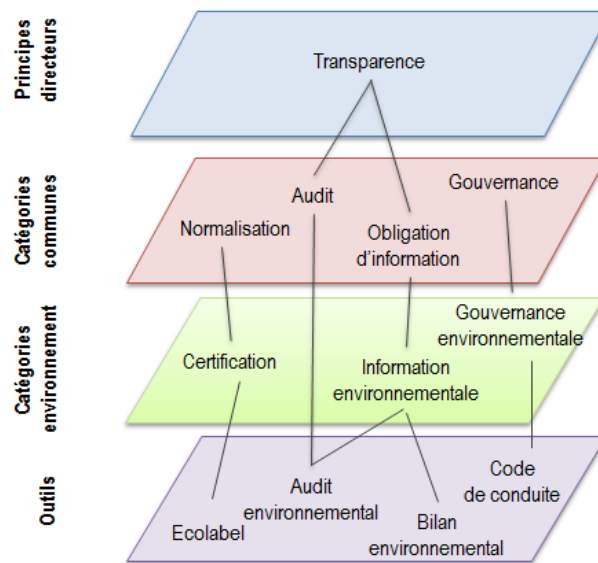 Principes
directeurs
Transparence
Catégories
communes
Audit
Gouvernance
Normalisation
Obligation
d'information
Catégories
environnement
Gouvernance
environnementale
Certification
Information
environnementale
Outils
Audit
environnemental
Code
de conduite
Ecolabel
Bilan
environnemental